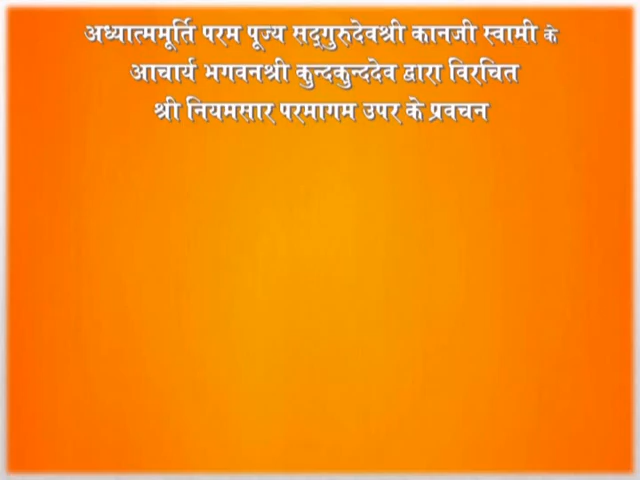 अध्यात्ममूर्ति परम पूज्य सद्‌गुरुदेवश्री कानजी स्वामी के
आचार्य भगवनश्री कुन्दकुन्ददेव द्वारा विरचित
श्री नियमसार परमागम उपर के प्रवचन